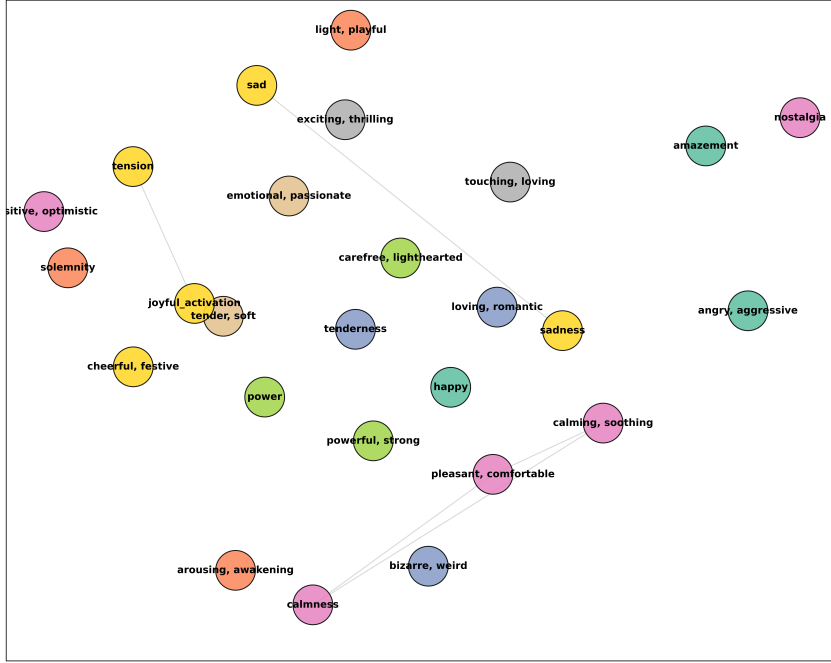 light, playful
sad
exciting, thrilling
nostalgia
amazement
tension
touching, loving
emotional, passionate
sitive, optimistic
carefree, lighthearted
solemnity
joyful_activation
loving, romantic
angry, aggressive
tender, soft
tenderness
sadness
cheerful, festive
happy
power
calming, soothing
powerful, strong
pleasant, comfortable
bizarre, weird
arousing, awakening
calmness